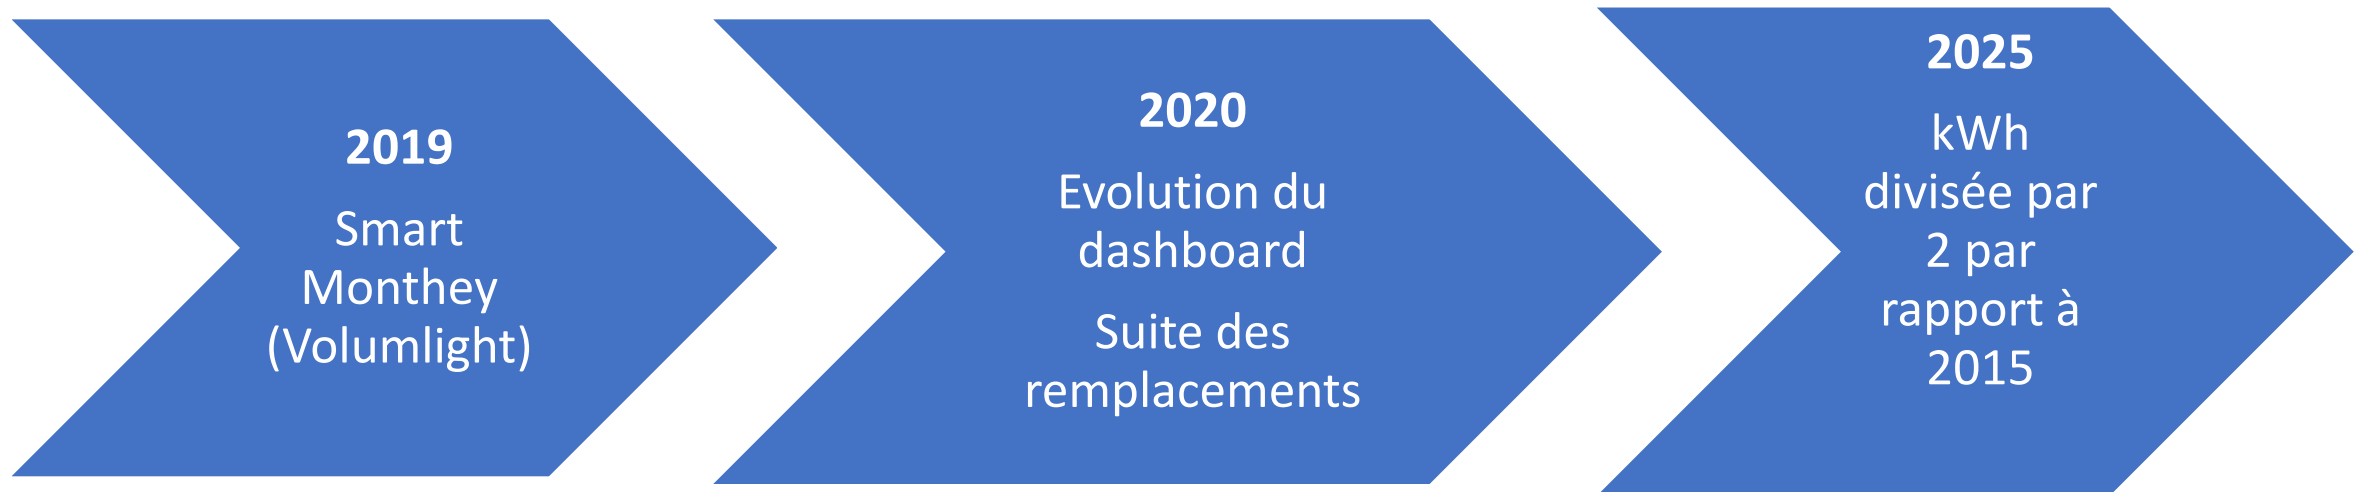 2019
Smart
Monthey
(Volumlight)
2020
Evolution du
dashboard
Suite des
remplacements
2025
kWh
divisée par
2 par
rapport à
2015